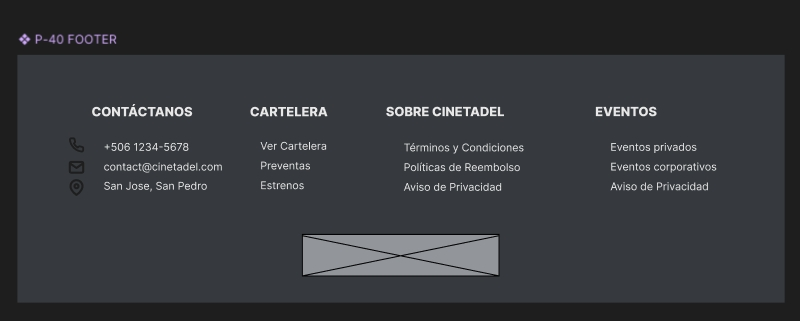 P-40 FOOTER
CONTÁCTANOS
+506 1234-5678
contact@cinetadel.com
San Jose, San Pedro
CARTELERA
Ver Cartelera
Preventas
Estrenos
SOBRE CINETADEL
Términos y Condiciones
Políticas de Reembolso
Aviso de Privacidad
EVENTOS
Eventos privados
Eventos corporativos
Aviso de Privacidad